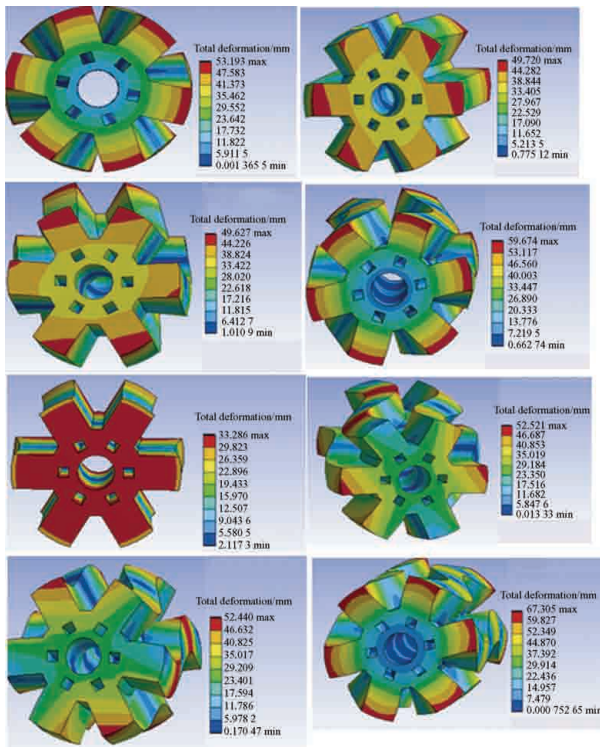 Total deformation/mm
53.193 max
47.583
41.373
35.462
29.552
23.642
17.732
11.822
5.911 5
0.001 365 5 min
Total deformation/mm
49.720 max
44.282
38.844
33.405
27.967
22.529
17.090
11.652
5.213 5
0.775 12 min
Total deformation/mm
49.627 max
44.226
38.824
33.422
28.020
22.618
17.216
11.815
6.412 7
1.010 9 min
Total deformation/mm
59.674 max
53.117
46.560
40.003
33.447
26.890
20.333
13.776
7.219 5
0.662 74 min
Total deformation/mm
33.286 max
29.823
26.359
22.896
19.433
15.970
12.507
9.043 6
5.580 5
2.117 3 min
Total deformation/mm
52.521 max
46.687
40.853
35.019
29.184
23.350
17.516
11.682
5.847 6
0.013 33 min
Total deformation/mm
52.440 max
46.632
40.825
35.017
29.209
23.401
17.594
11.786
5.978 2
0.170 47 min
Total deformation/mm
67.305 max
59.827
52.349
44.870
37.392
29.914
22.436
14.957
7.479
0.000 752 65 min